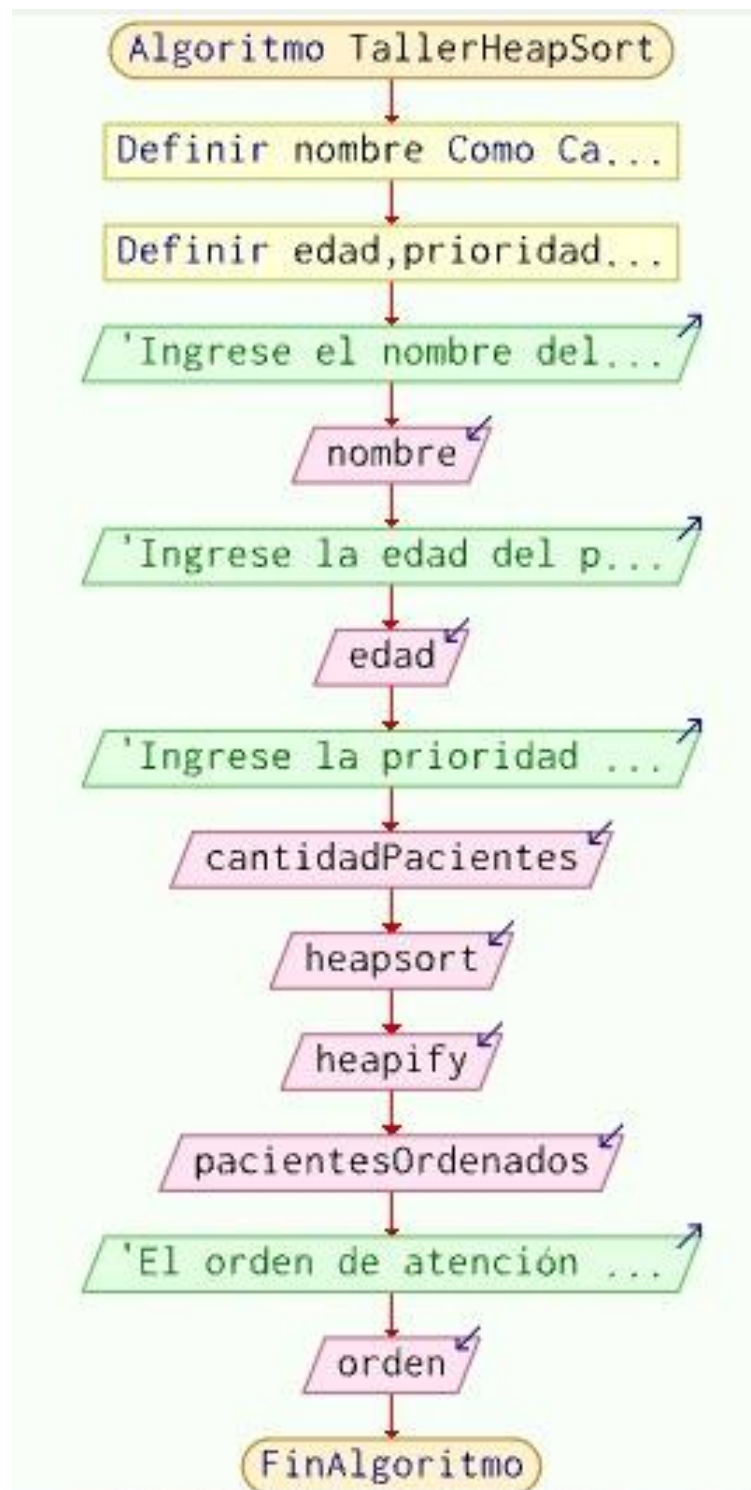 Algoritmo TallerHeapSort
Definir nombre Como Ca...
Definir edad,prioridad...
'Ingrese el nombre del...
nombre
'Ingrese la edad del p...
edad
'Ingrese la prioridad ...
cantidadPacientes
heapsort
heapify
pacientesOrdenados
'El orden de atención ...
orden
FinAlgoritmo